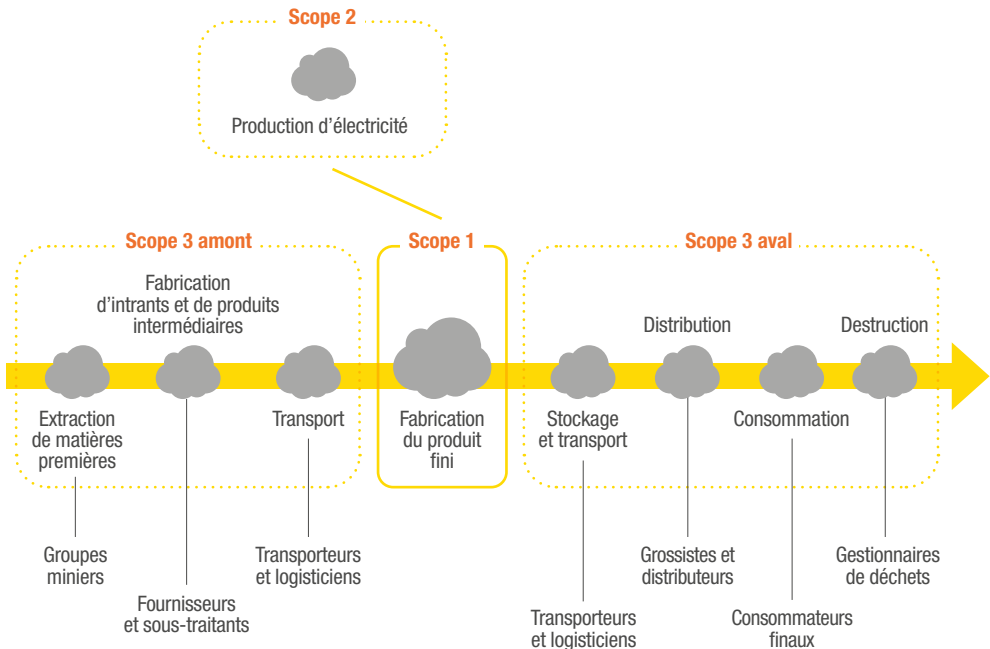 Scope 2
Production d'électricité
Scope 3 amont
Scope 1
Scope 3 aval
Fabrication
d'intrants et de produits
intermédiaires
Distribution
Destruction
Extraction
de matières
premières
Transport
Fabrication
du produit
fini
Stockage
et transport
Consommation
Groupes
miniers
Fournisseurs
et sous-traitants
Transporteurs
et logisticiens
Transporteurs
et logisticiens
Grossistes et
distributeurs
Consommateurs
finaux
Gestionnaires
de déchets